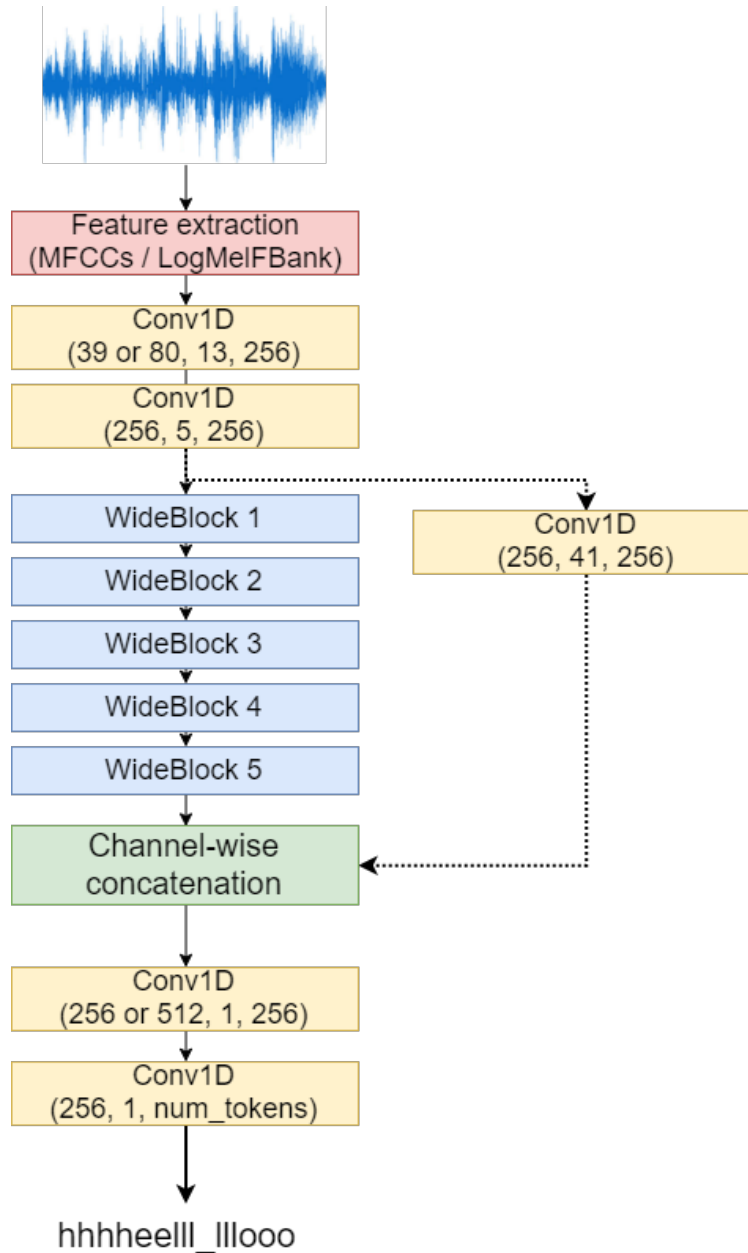 Feature extraction
(MFCCs / LogMelFBank)
Conv1D
(39 or 80, 13, 256)
Conv1D
(256, 5, 256)
WideBlock 1
Conv1D
(256, 41, 256)
WideBlock 2
WideBlock 3
WideBlock 4
WideBlock 5
Channel-wise
concatenation
Conv1D
(256 or 512, 1, 256)
Conv1D
(256, 1, num_tokens)
hhhheelll_lllooo